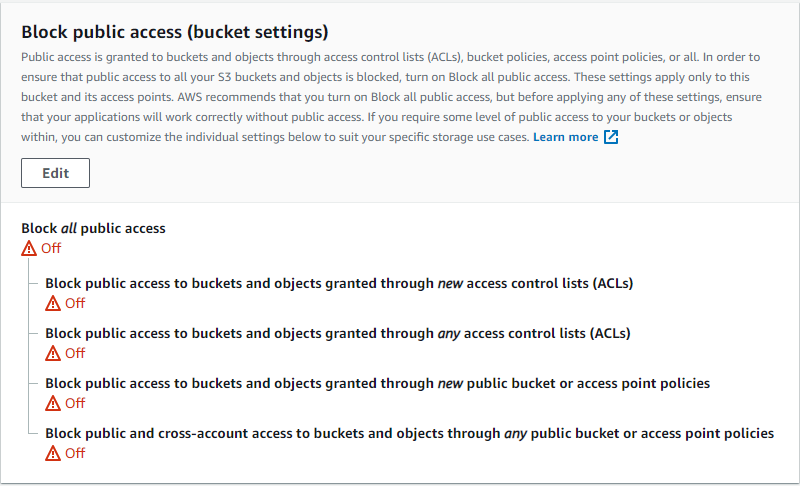 Block public access (bucket settings)
Public access is granted to buckets and objects through access control lists (ACLs), bucket policies, access point policies, or all. In order to
ensure that public access to all your S3 buckets and objects is blocked, turn on Block all public access. These settings apply only to this
bucket and its access points. AWS recommends that you turn on Block all public access, but before applying any of these settings, ensure
that your applications will work correctly without public access. If you require some level of public access to your buckets or objects
within, you can customize the individual settings below to suit your specific storage use cases. Learn more
Edit
Block all public access
Off
Block public access to buckets and objects granted through new access control lists (ACLs)
Off
Block public access to buckets and objects granted through any access control lists (ACLs)
Off
Block public access to buckets and objects granted through new public bucket or access point policies
Off
Block public and cross-account access to buckets and objects through any public bucket or access point policies
Off